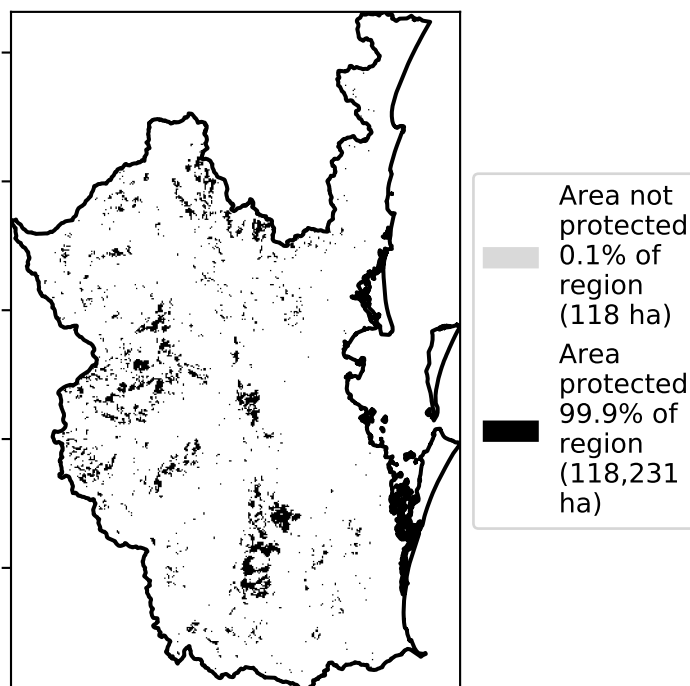 Area not
protected
0.1% of
region
(118 ha)
Area
protected
99.9% of
region
(118,231
ha)